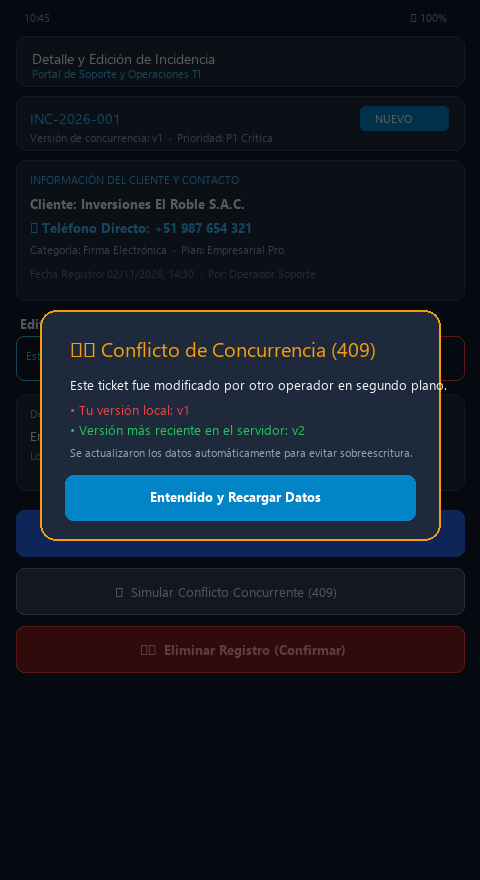 10:45
100%
Detalle y Edición de Incidencia
Portal de Soporte y Operaciones TI
INC-2026-001
NUEVO
Versión de concurrencia: v1 · Prioridad: P1 Crítica
INFORMACIÓN DEL CLIENTE Y CONTACTO
Cliente: Inversiones El Roble S.A.C.
Teléfono Directo: +51 987 654 321
Categoría: Firma Electrónica · Plan: Empresarial Pro
Fecha Registro: 02/11/2026, 14:30 · Por: Operador Soporte
Conflicto de Concurrencia (409)
Este ticket fue modificado por otro operador en segundo plano.
• Tu versión local: v1
• Versión más reciente en el servidor: v2
Se actualizaron los datos automáticamente para evitar sobreescritura.
Entendido y Recargar Datos
Simular Conflicto Concurrente (409)
Eliminar Registro (Confirmar)